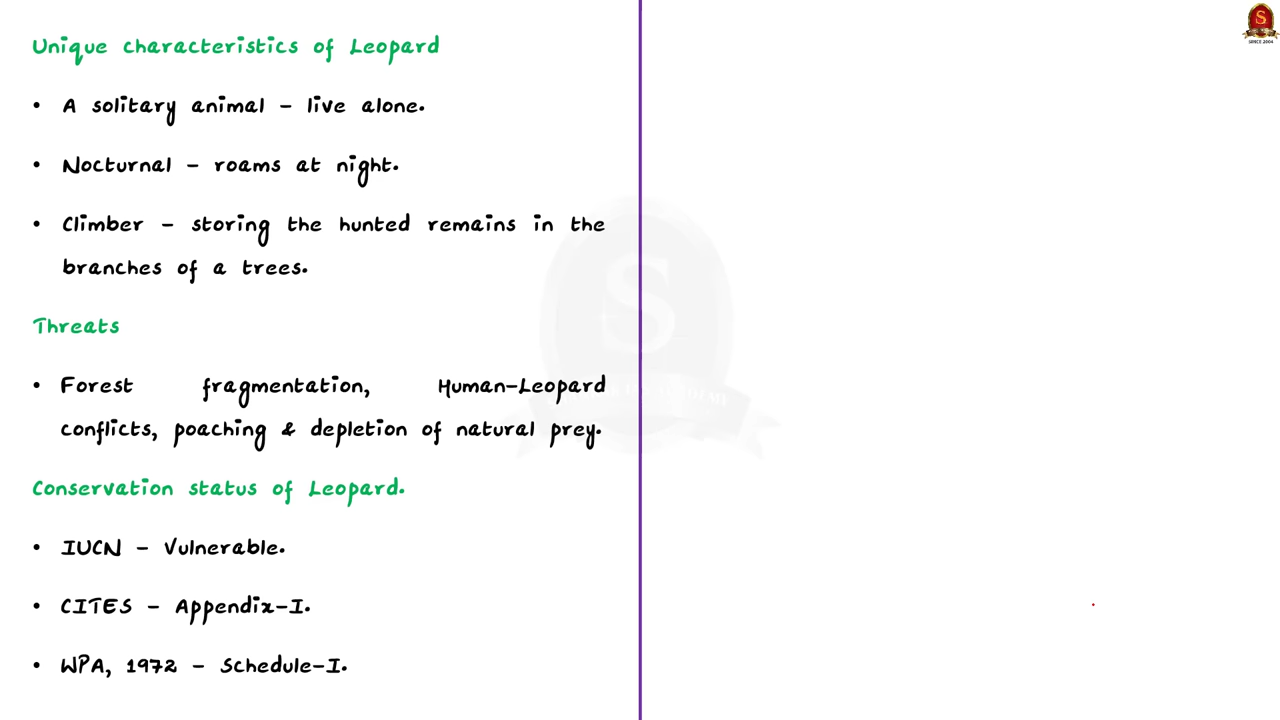 Unique characteristics of Leopard
• A solitary animal – live alone.
• Nocturnal – roams at night.
• Climber – storing the hunted remains in the
branches of a trees.
Threats
• Forest fragmentation, Human-Leopard
conflicts, poaching & depletion of natural prey.
Conservation status of Leopard.
• IUCN – Vulnerable.
• CITES – Appendix-I.
• WPA, 1972 – Schedule-I.
S
SINCE 2004
S